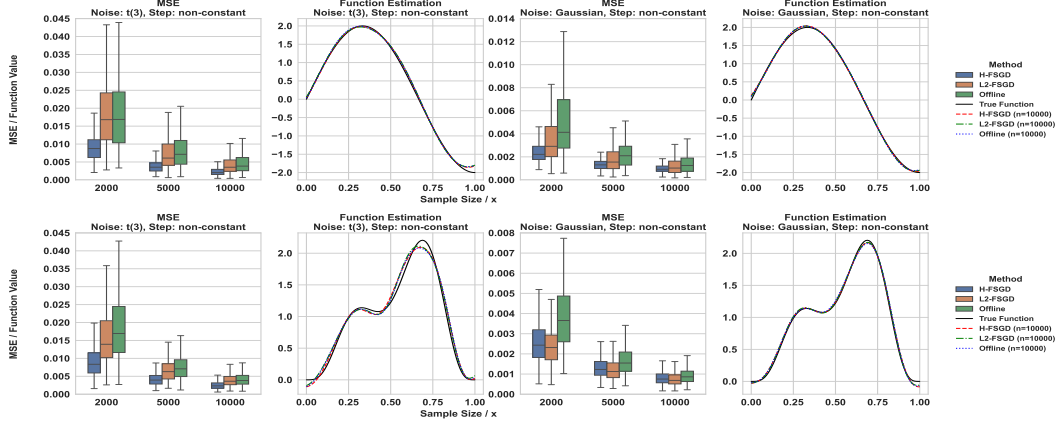 MSE
Noise: t(3), Step: non-constant
Function Estimation
Noise: t(3), Step: non-constant
MSE
Noise: Gaussian, Step: non-constant
Function Estimation
Noise: Gaussian, Step: non-constant
MSE / Function Value
0.045
0.040
0.035
0.030
0.025
0.020
0.015
0.010
0.005
0.000
2000
5000
10000
2.0
1.5
1.0
0.5
0.0
−0.5
−1.0
−1.5
−2.0
0.00
0.25
0.50
0.75
1.00
0.014
0.012
0.010
0.008
0.006
0.004
0.002
0.000
2000
5000
10000
2.0
1.5
1.0
0.5
0.0
−0.5
−1.0
−1.5
−2.0
0.00
0.25
0.50
0.75
1.00
Sample Size / x
Method
H-FSGD
L2-FSGD
Offline
True Function
H-FSGD (n=10000)
L2-FSGD (n=10000)
Offline (n=10000)
MSE
Noise: t(3), Step: non-constant
Function Estimation
Noise: t(3), Step: non-constant
MSE
Noise: Gaussian, Step: non-constant
Function Estimation
Noise: Gaussian, Step: non-constant
MSE / Function Value
0.045
0.040
0.035
0.030
0.025
0.020
0.015
0.010
0.005
0.000
2000
5000
10000
2.0
1.5
1.0
0.5
0.0
0.00
0.25
0.50
0.75
1.00
0.008
0.007
0.006
0.005
0.004
0.003
0.002
0.001
0.000
2000
5000
10000
2.0
1.5
1.0
0.5
0.0
0.00
0.25
0.50
0.75
1.00
Sample Size / x
Method
H-FSGD
L2-FSGD
Offline
True Function
H-FSGD (n=10000)
L2-FSGD (n=10000)
Offline (n=10000)